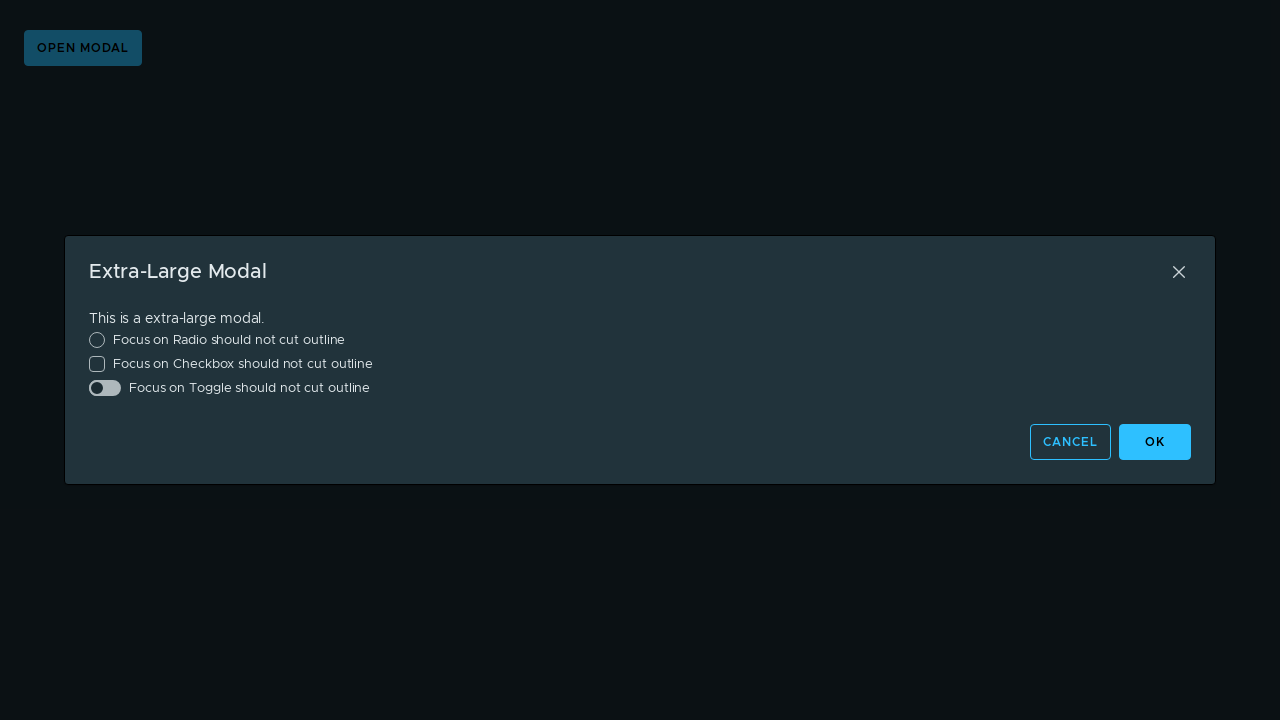 OPEN MODAL
Extra-Large Modal
This is a extra-large modal.
Focus on Radio should not cut outline
Focus on Checkbox should not cut outline
Focus on Toggle should not cut outline
CANCEL OK